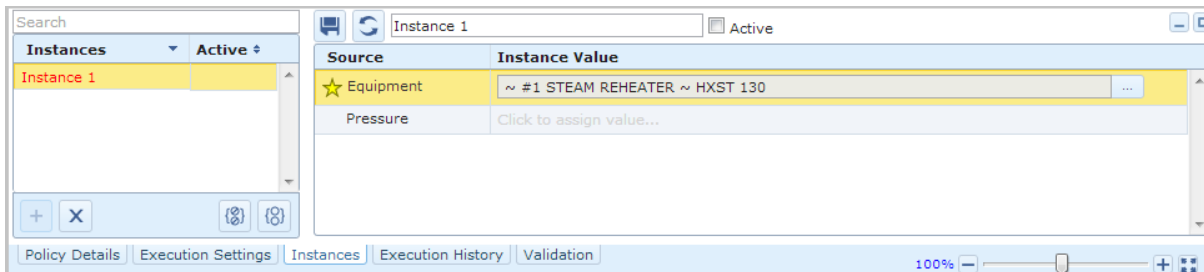 Search
Instances Active
Instance 1
Instance 1 Active
Source Instance Value
Equipment ~ #1 STEAM REHEATER ~ HXST 130 ...
Pressure Click to assign value...
Policy Details Execution Settings Instances Execution History Validation
100%